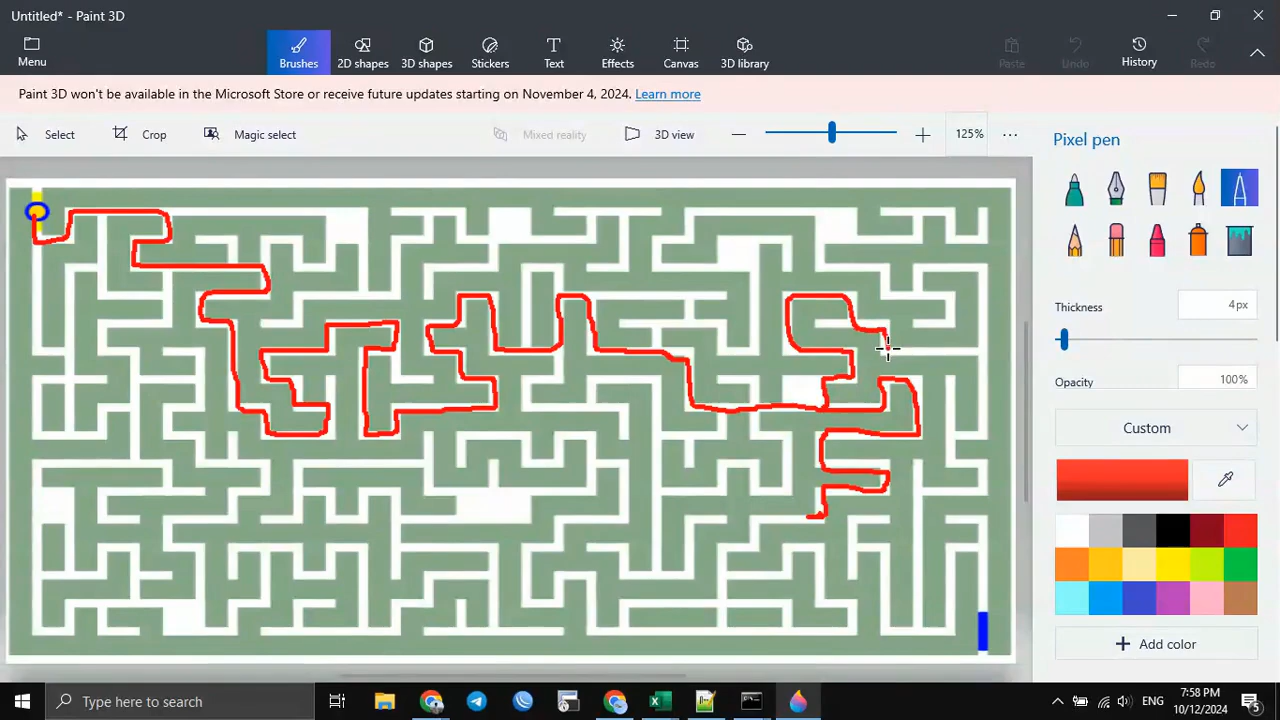 Untitled* - Paint 3D
Menu
Brushes
2D shapes
3D shapes
Stickers
Text
Effects
Canvas
3D library
Paste
Undo
History
Redo
Paint 3D won't be available in the Microsoft Store or receive future updates starting on November 4, 2024. Learn more
Select
Crop
Magic select
Mixed reality
3D view
125%
Pixel pen
Thickness
4px
Opacity
100%
Custom
Add color
Type here to search
ENG
7:58 PM
10/12/2024
5